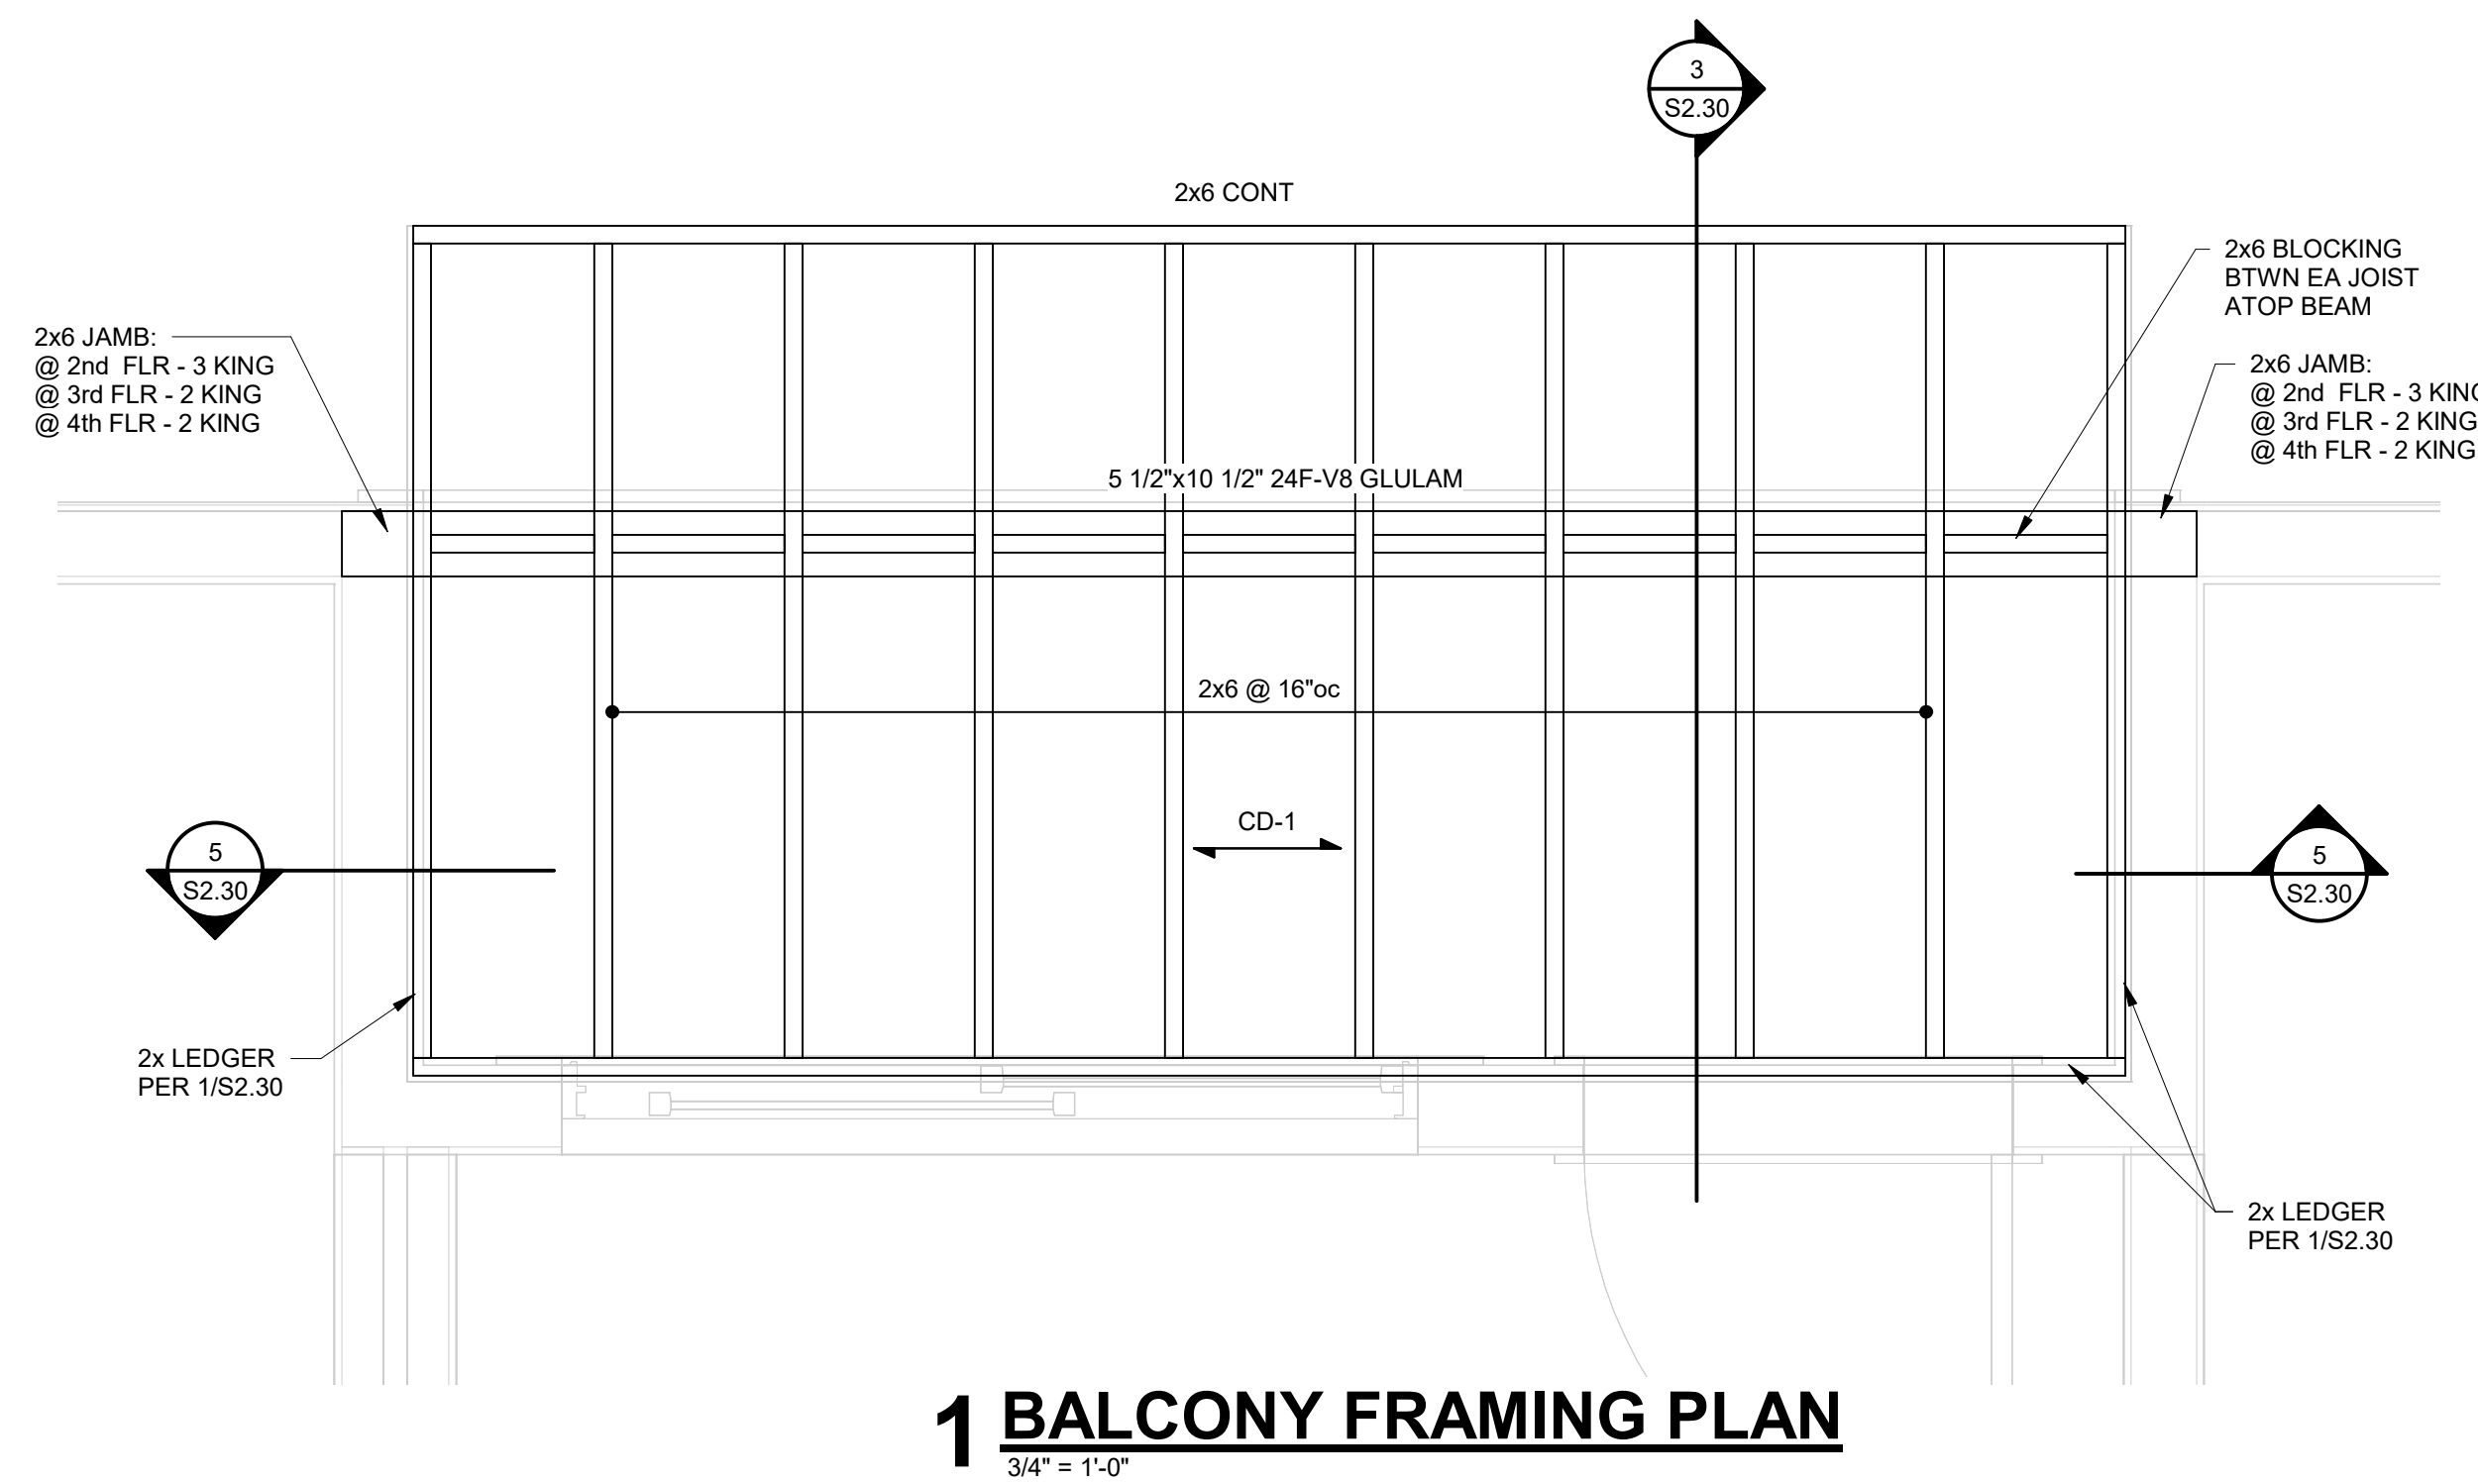 3
S2.30
2x6 CONT
2x6 BLOCKING
BTWN EA JOIST
ATOP BEAM
2x6 JAMB:
@ 2nd  FLR - 3 KING
@ 3rd FLR - 2 KING
@ 4th FLR - 2 KING
2x6 JAMB:
@ 2nd  FLR - 3 KING
@ 3rd FLR - 2 KING
@ 4th FLR - 2 KING
5 1/2"x10 1/2" 24F-V8 GLULAM
2x6 @ 16"oc
CD-1
5
S2.30
5
S2.30
2x LEDGER
PER 1/S2.30
2x LEDGER
PER 1/S2.30
1 BALCONY FRAMING PLAN
3/4" = 1'-0"